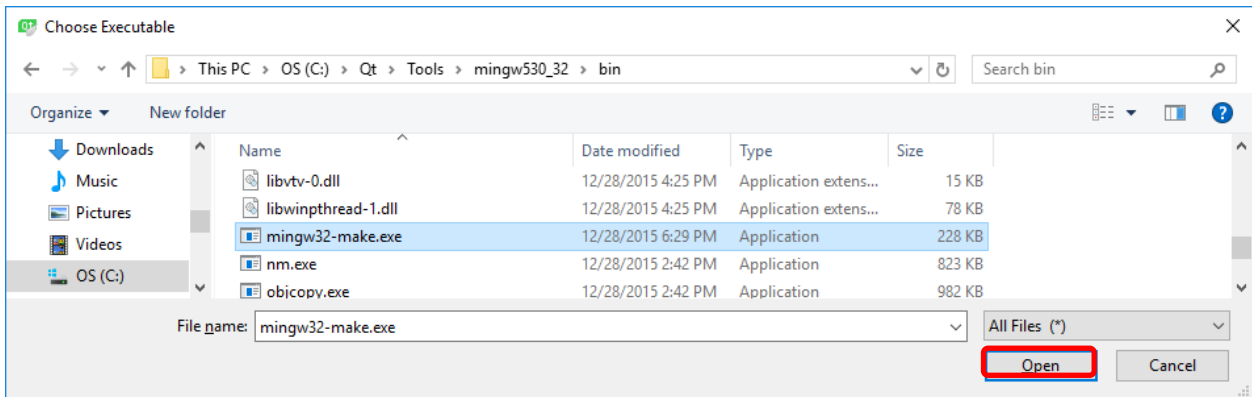 Qt Choose Executable
This PC > OS (C:) > Qt > Tools > mingw530_32 > bin
Search bin
Organize New folder
?
Downloads
Music
Pictures
Videos
OS (C:)
Name Date modified Type Size
libvtv-0.dll 12/28/2015 4:25 PM Application extens... 15 KB
libwinpthread-1.dll 12/28/2015 4:25 PM Application extens... 78 KB
mingw32-make.exe 12/28/2015 6:29 PM Application 228 KB
nm.exe 12/28/2015 2:42 PM Application 823 KB
objcopy.exe 12/28/2015 2:42 PM Application 982 KB
File name: mingw32-make.exe All Files (*)
Open Cancel